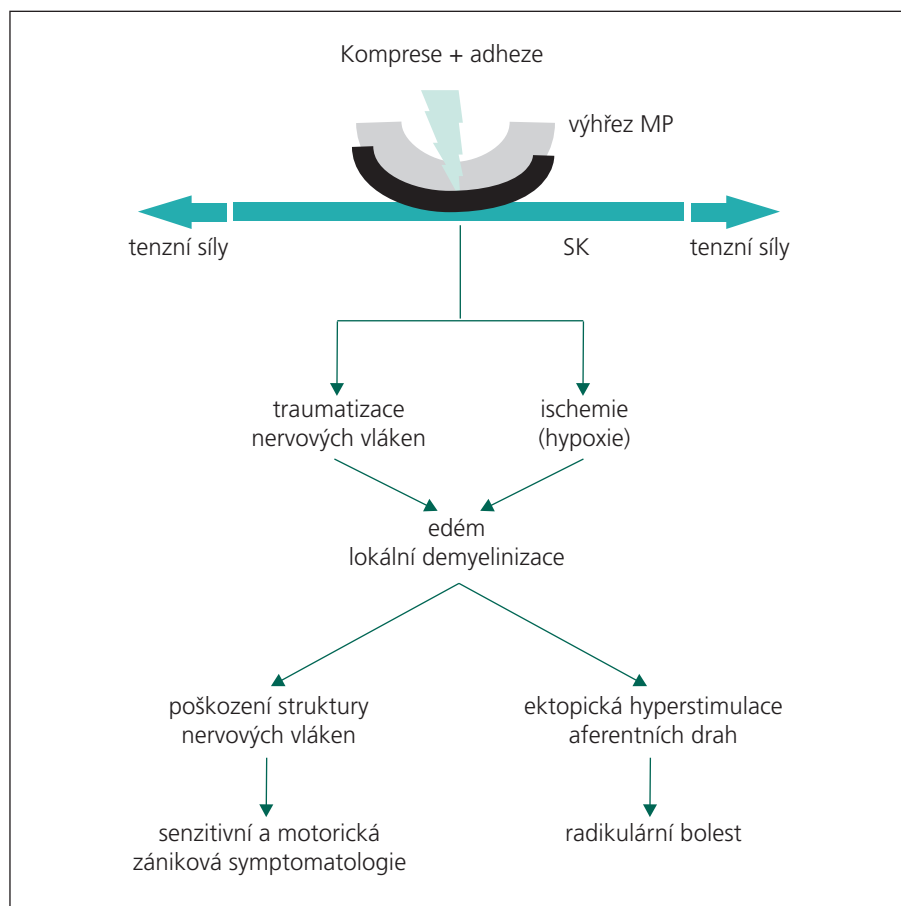 Komprese + adheze
výhřez MP
tenzní síly
SK
tenzní síly
traumatizace
nervových vláken
ischemie
(hypoxie)
edém
lokální demyelinizace
poškození struktury
nervových vláken
ektopická hyperstimulace
aferentních drah
senzitivní a motorická
zániková symptomatologie
radikulární bolest